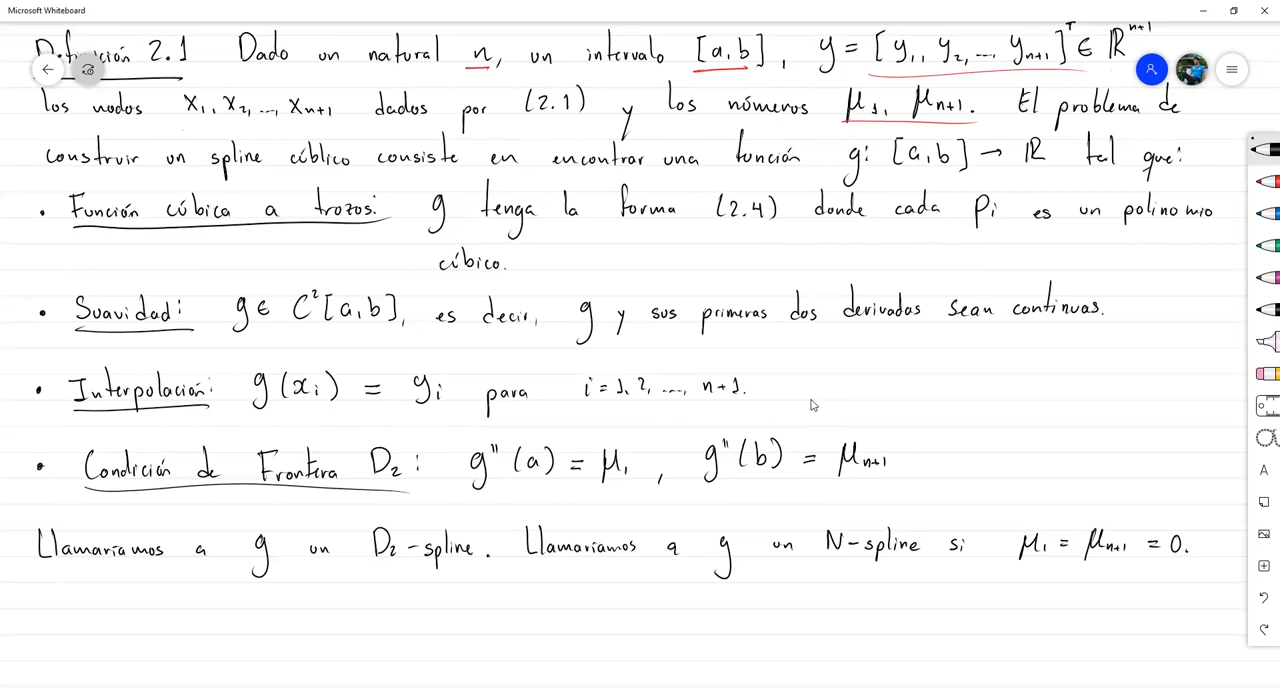 Microsoft Whiteboard
Definición 2.1 Dado un natural n, un intervalo [a,b], y = [y₁, y₂, ... yₙ₊₁]ᵀ ∈ ℝⁿ⁺¹
los nodos x₁, x₂, ..., xₙ₊₁ dados por (2.1) y los números μ₁, μₙ₊₁. El problema de
construir un spline cúbico consiste en encontrar una función g: [a,b] → ℝ tal que:
• Función cúbica a trozos: g tenga la forma (2.4) donde cada pᵢ es un polinomio
cúbico.
• Suavidad: g ∈ C²[a,b], es decir, g y sus primeras dos derivadas sean continuas.
• Interpolación: g(xᵢ) = yᵢ para i = 1, 2, ..., n+1.
• Condición de Frontera D₂: g''(a) = μ₁, g''(b) = μₙ₊₁
Llamaríamos a g un D₂-spline. Llamaríamos a g un N-spline si μ₁ = μₙ₊₁ = 0.